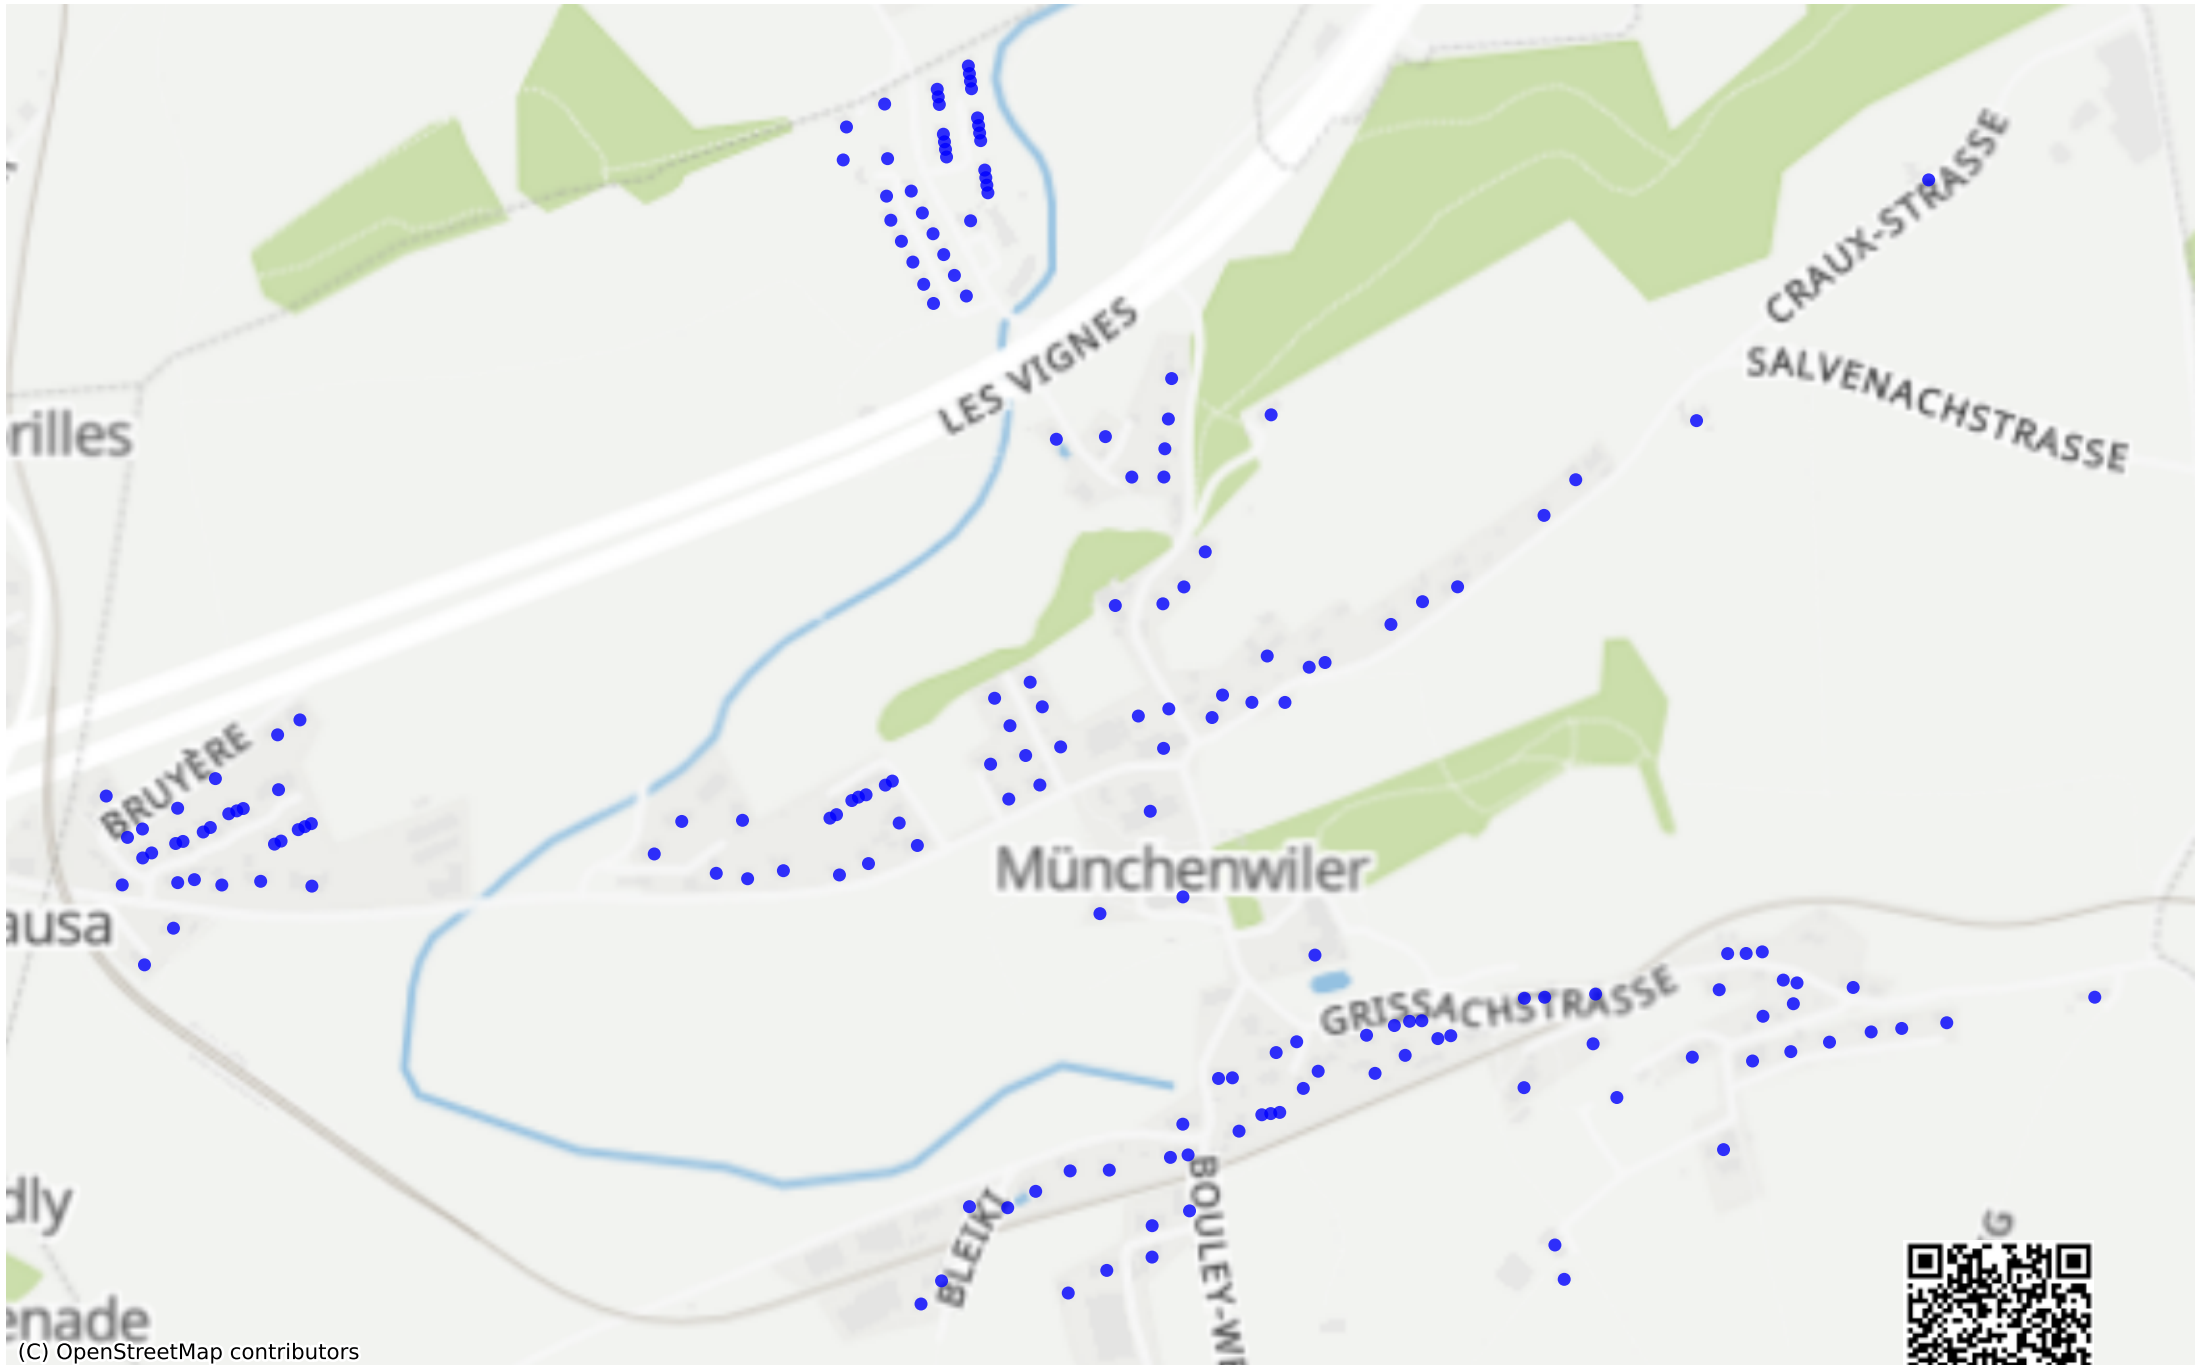 CRAUX-STRASSE
LES VIGNES
SALVENACHSTRASSE
rilles
BRUYÈRE
Münchenwiler
ausa
GRISSACHSTRASSE
BOULEY-WE
BLEIKI
dly
G
enade
(C) OpenStreetMap contributors